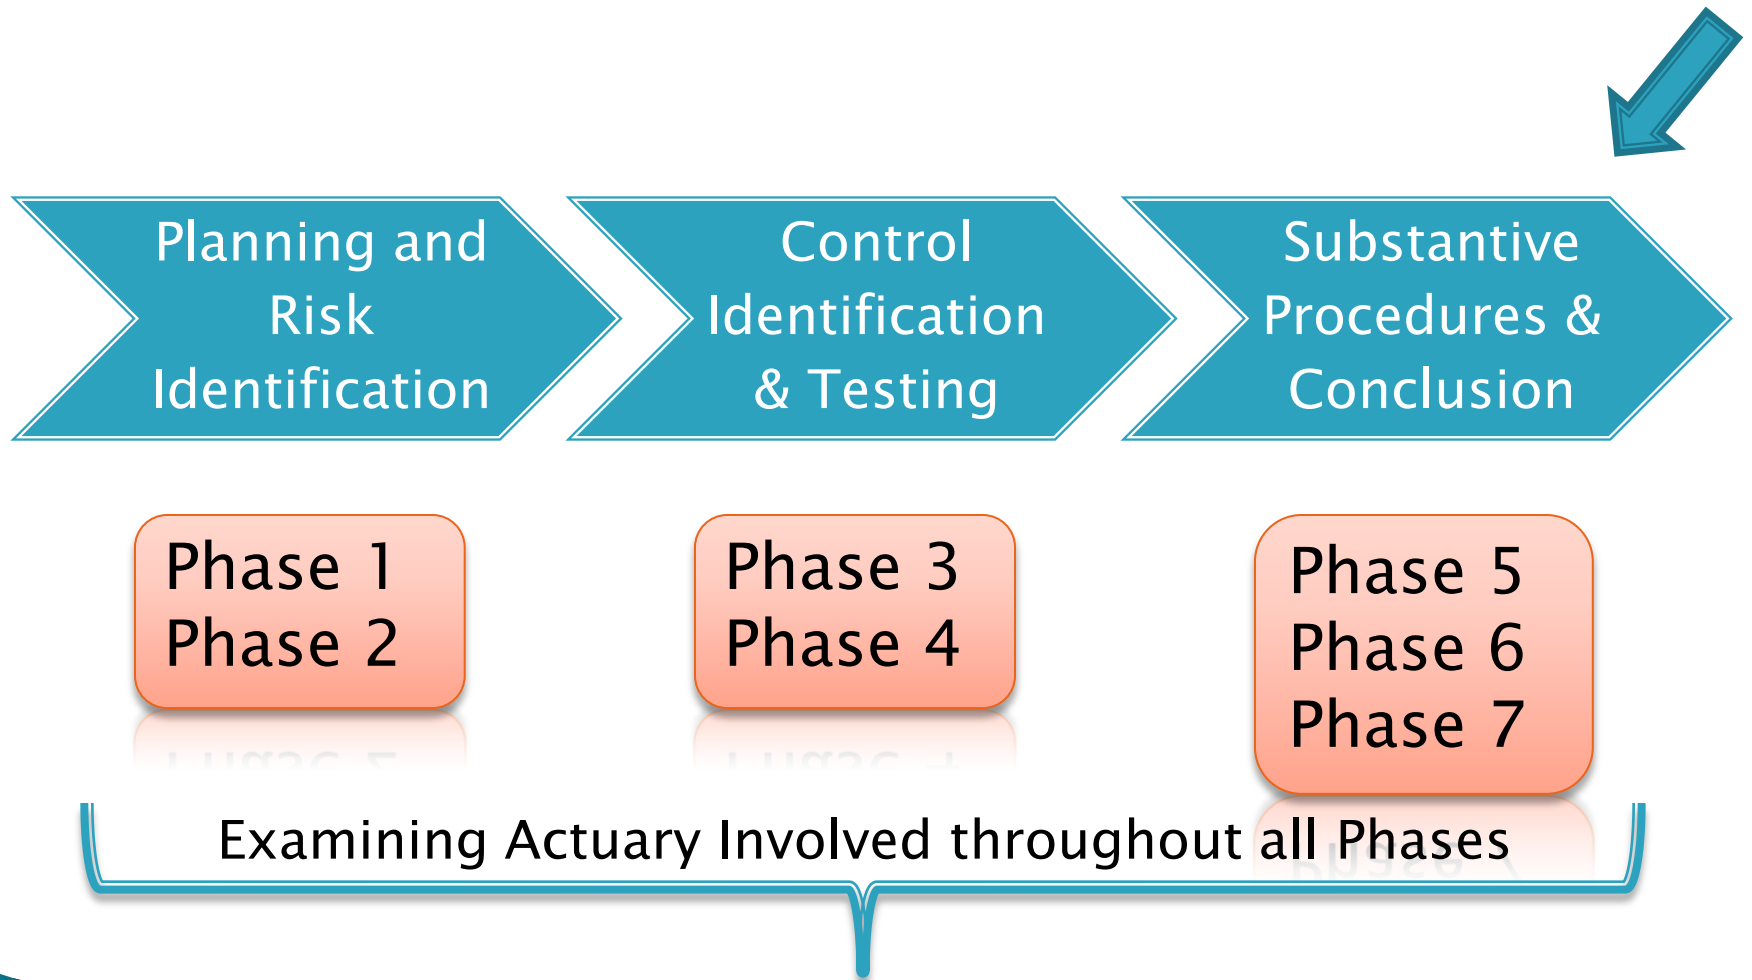 Planning and
Risk
Identification
Control
Identification
& Testing
Substantive
Procedures &
Conclusion
Phase 1
Phase 2
Phase 3
Phase 4
Phase 5
Phase 6
Phase 7
Examining Actuary Involved throughout all Phases